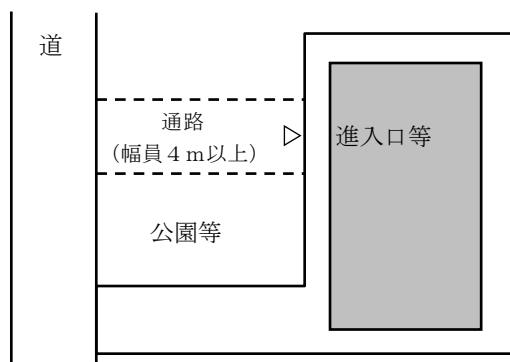 道
通路
(幅員４ｍ以上)
進入口等
公園等